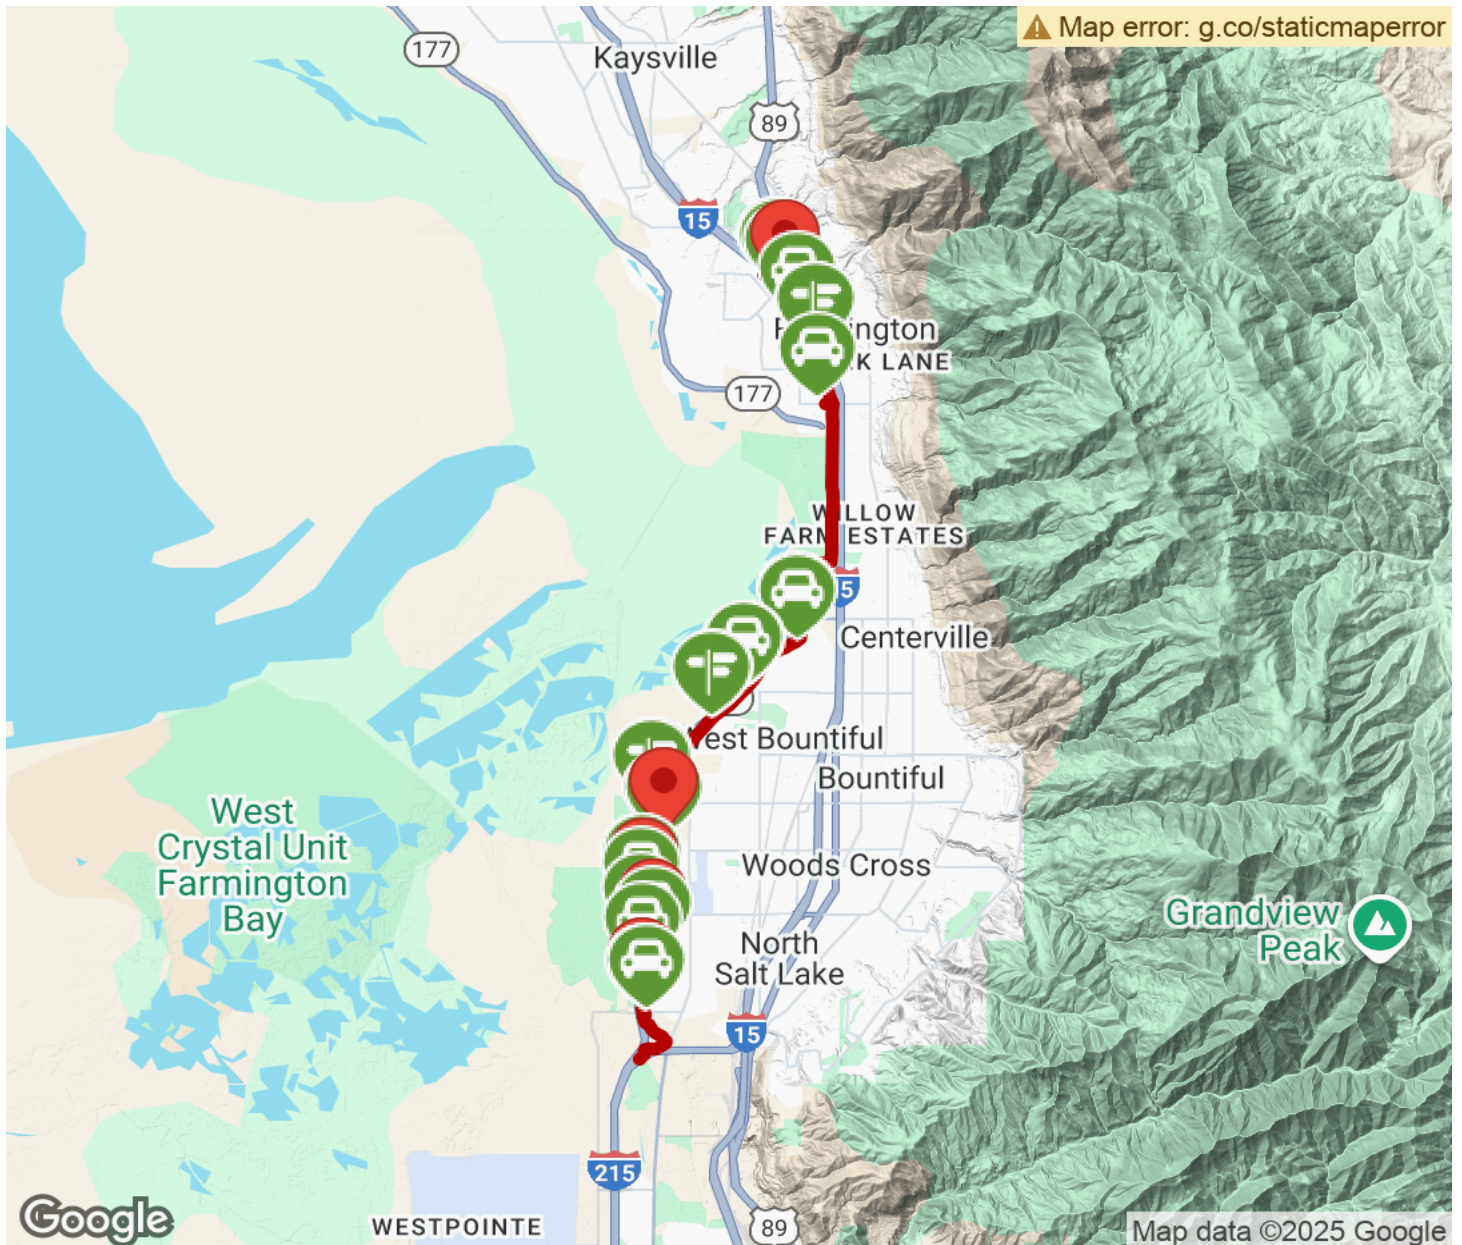 Map error: g.co/staticmaperror
177
Kaysville
89
15
ington
K LANE
177
WILLOW
FARM ESTATES
5
Centerville
est Bountiful
Bountiful
West
Crystal Unit
Farmington
Bay
Woods Cross
Grandview
Peak
North
Salt Lake
15
215
Google
WESTPOINTE
89
Map data ©2025 Google